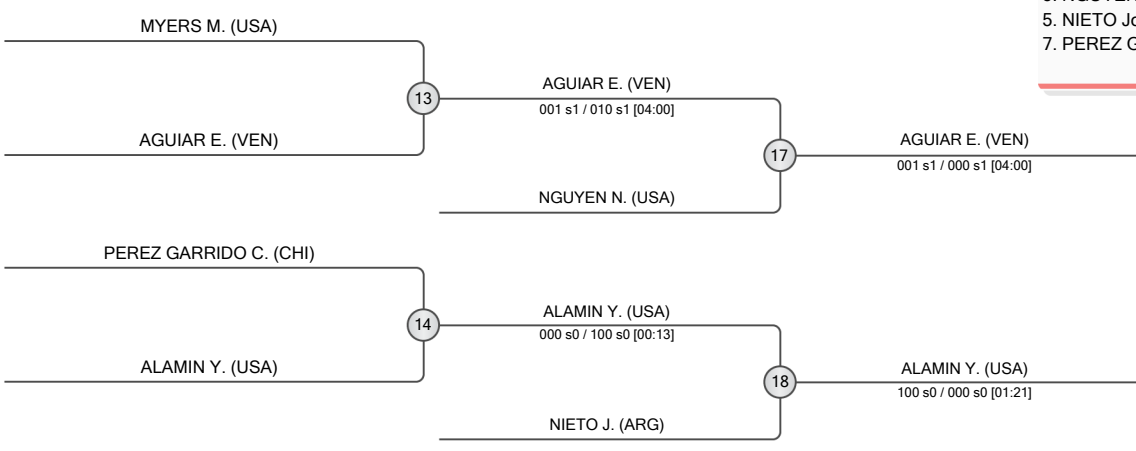 5. NIETO
7. PEREZ
MYERS M. (USA)
13
AGUIAR E. (VEN)
001 s1 / 010 s1 [04:00]
AGUIAR E. (VEN)
17
AGUIAR E. (VEN)
001 s1 / 000 s1 [04:00]
NGUYEN N. (USA)
PEREZ GARRIDO C. (CHI)
14
ALAMIN Y. (USA)
000 s0 / 100 s0 [00:13]
ALAMIN Y. (USA)
18
ALAMIN Y. (USA)
100 s0 / 000 s0 [01:21]
NIETO J. (ARG)